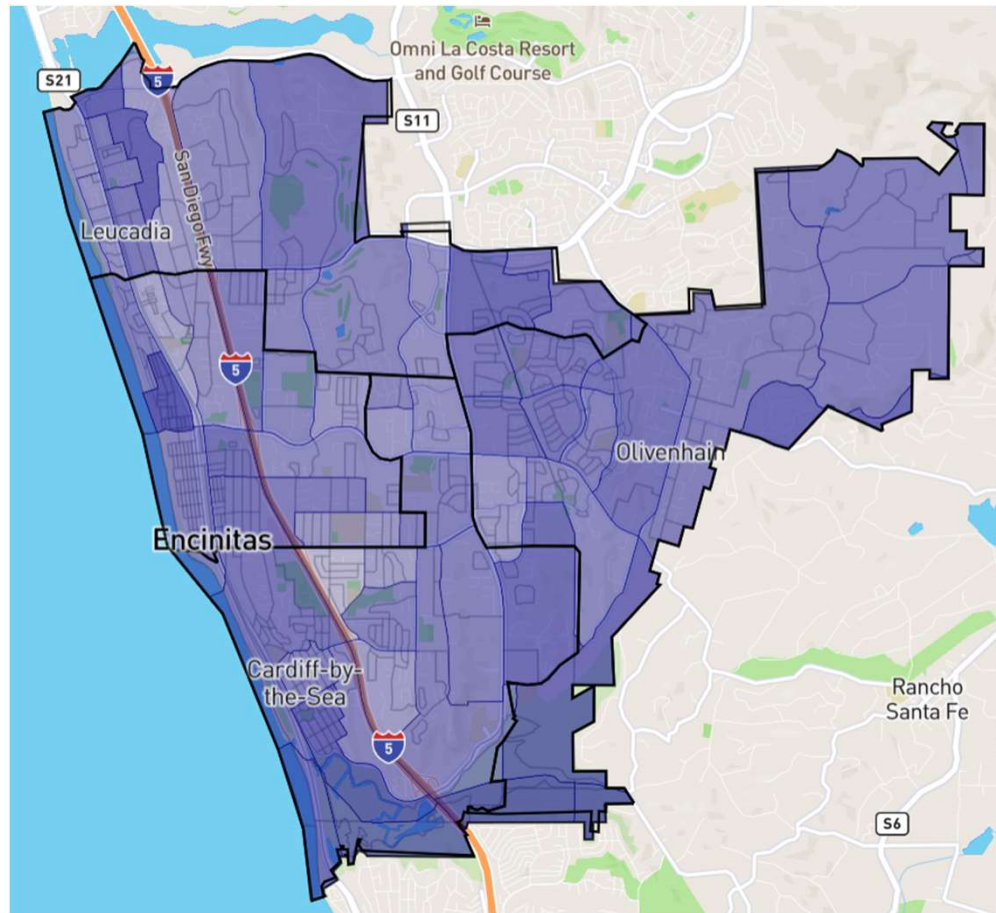 Omni La Costa Resort
and Golf Course
S21
5
S11
San Diego Fwy
Leucadia
5
Olivenhain
Encinitas
Cardiff-by-
the-Sea
Rancho
Santa Fe
5
S6